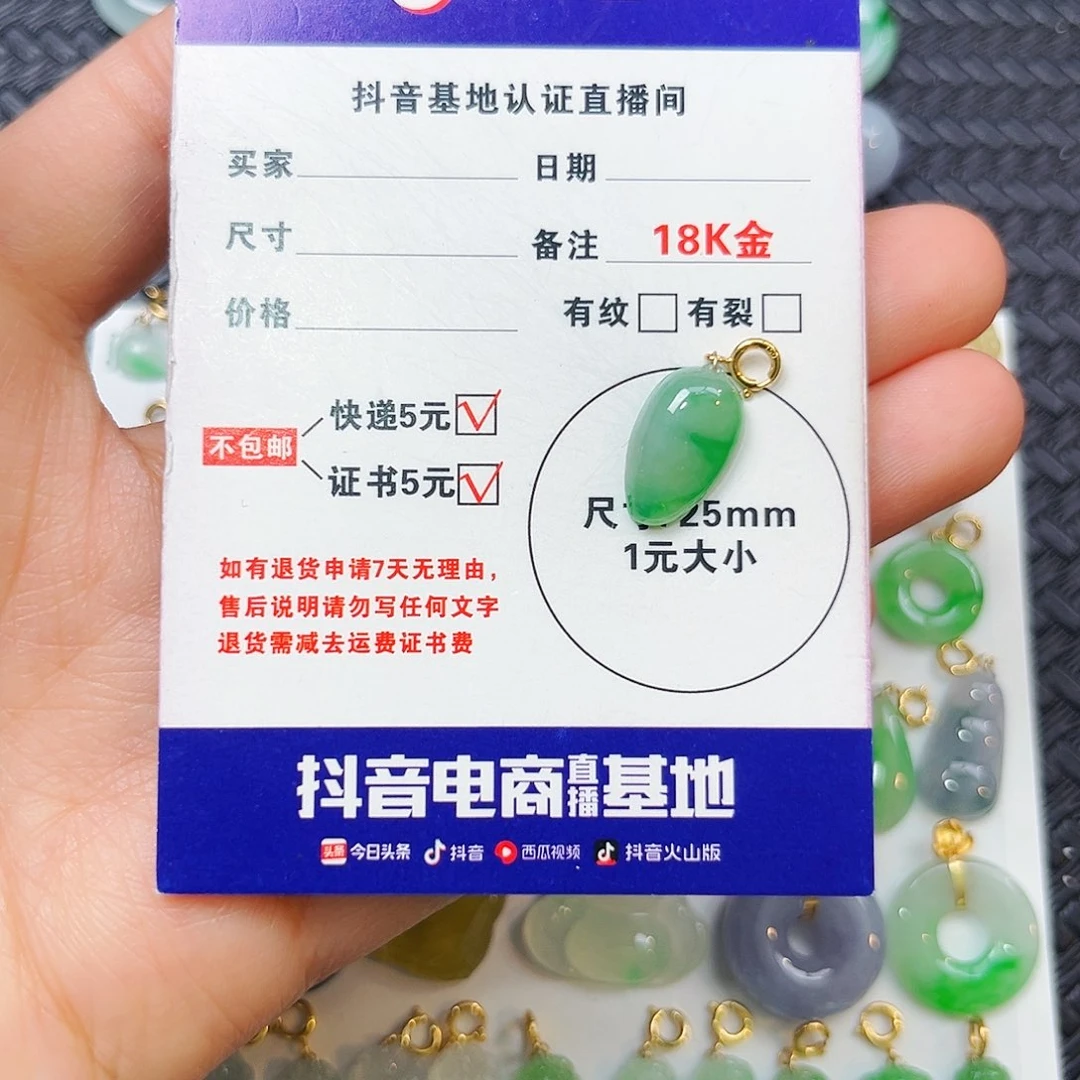 抖音基地认证直播间
买家 日期
尺寸 备注 18K金
价格 有纹 有裂
快递5元
不包邮
证书5元
尺寸: 25mm
1元大小
如有退货申请7天无理由，
售后说明请勿写任何文字
退货需减去运费证书费
抖音电商直播基地
头条 今日头条 抖音 西瓜视频 抖音火山版